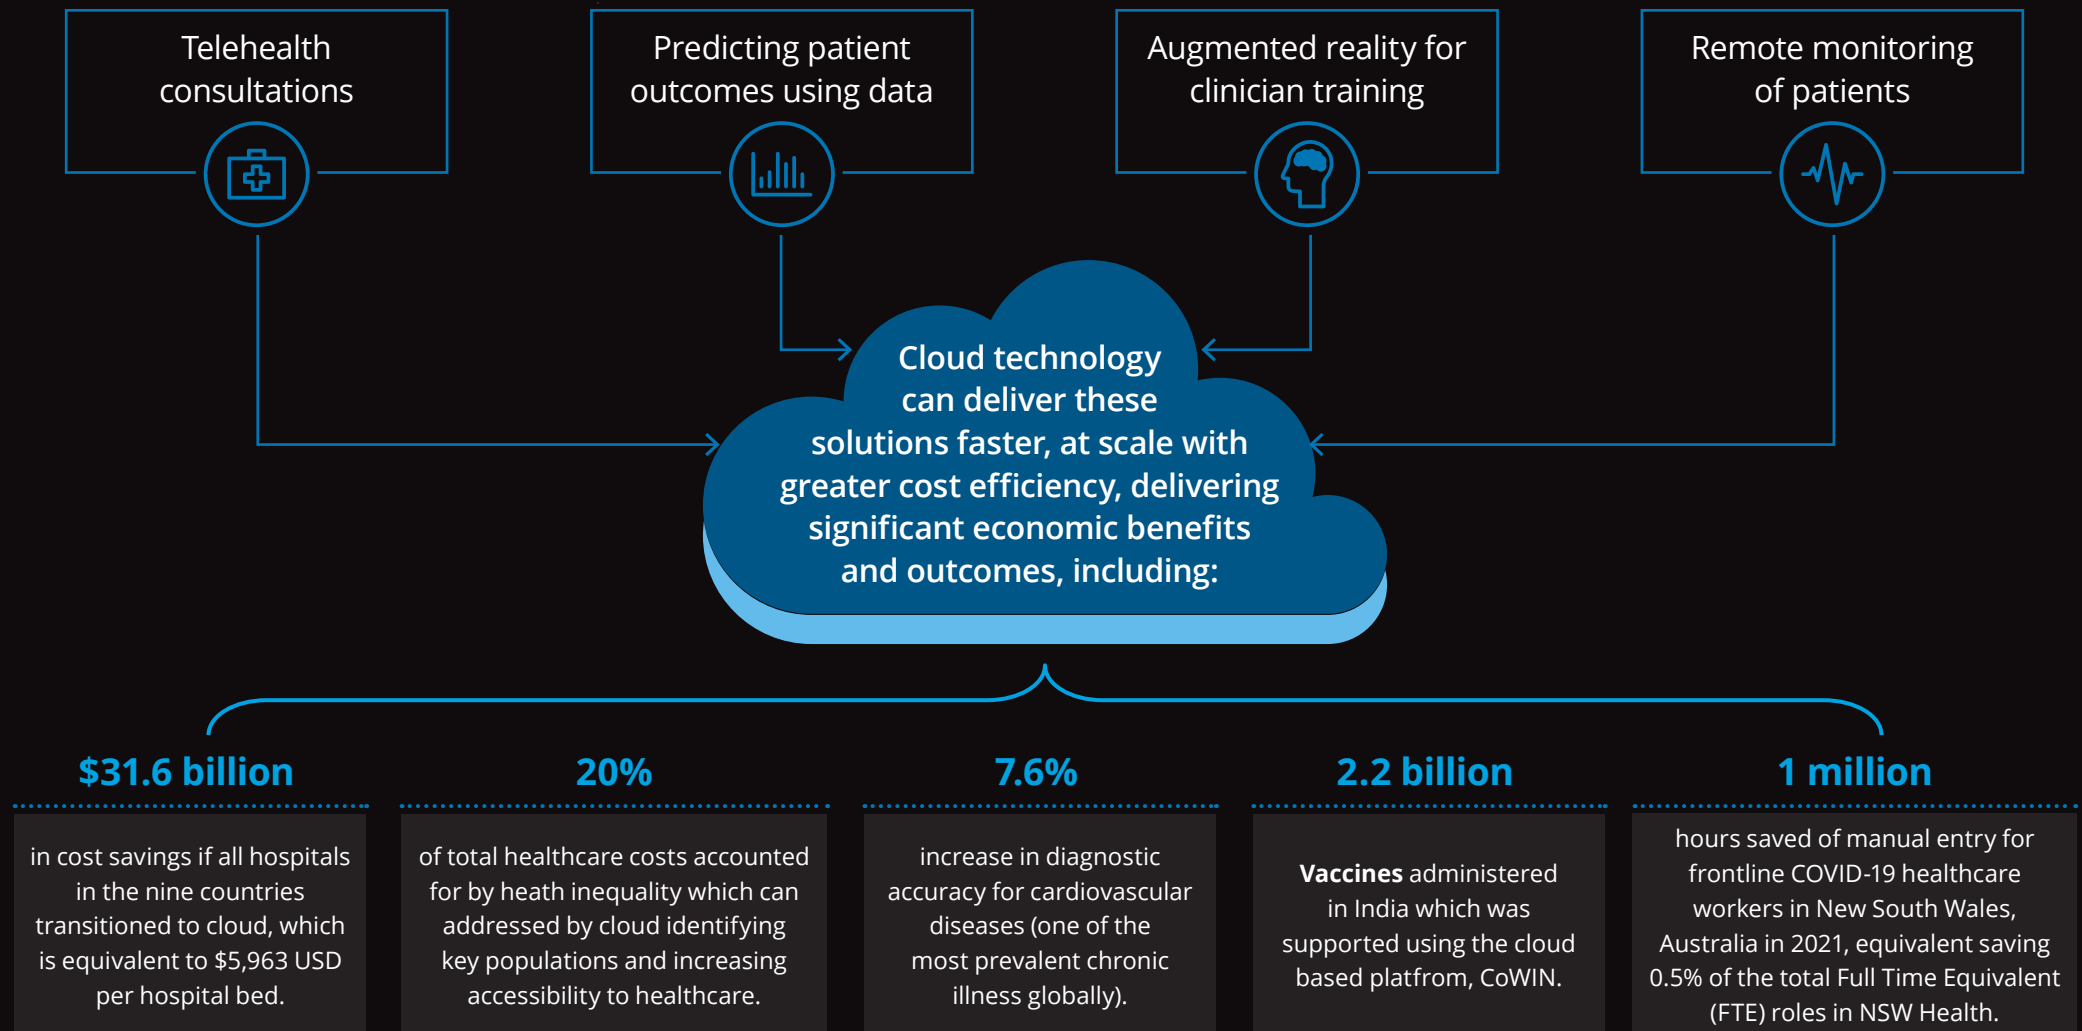 Telehealth
consultations
Predicting patient
outcomes using data
Augmented reality for
clinician training
Remote monitoring
of patients
Cloud technology
can deliver these
solutions faster, at scale with
greater cost efficiency, delivering
significant economic benefits
and outcomes, including:
$31.6 billion
in cost savings if all hospitals
in the nine countries
transitioned to cloud, which
is equivalent to $5,963 USD
per hospital bed.
20%
of total healthcare costs accounted
for by heath inequality which can
addressed by cloud identifying
key populations and increasing
accessibility to healthcare.
7.6%
increase in diagnostic
accuracy for cardiovascular
diseases (one of the
most prevalent chronic
illness globally).
2.2 billion
Vaccines administered
in India which was
supported using the cloud
based platfrom, CoWIN.
1 million
hours saved of manual entry for
frontline COVID-19 healthcare
workers in New South Wales,
Australia in 2021, equivalent saving
0.5% of the total Full Time Equivalent
(FTE) roles in NSW Health.